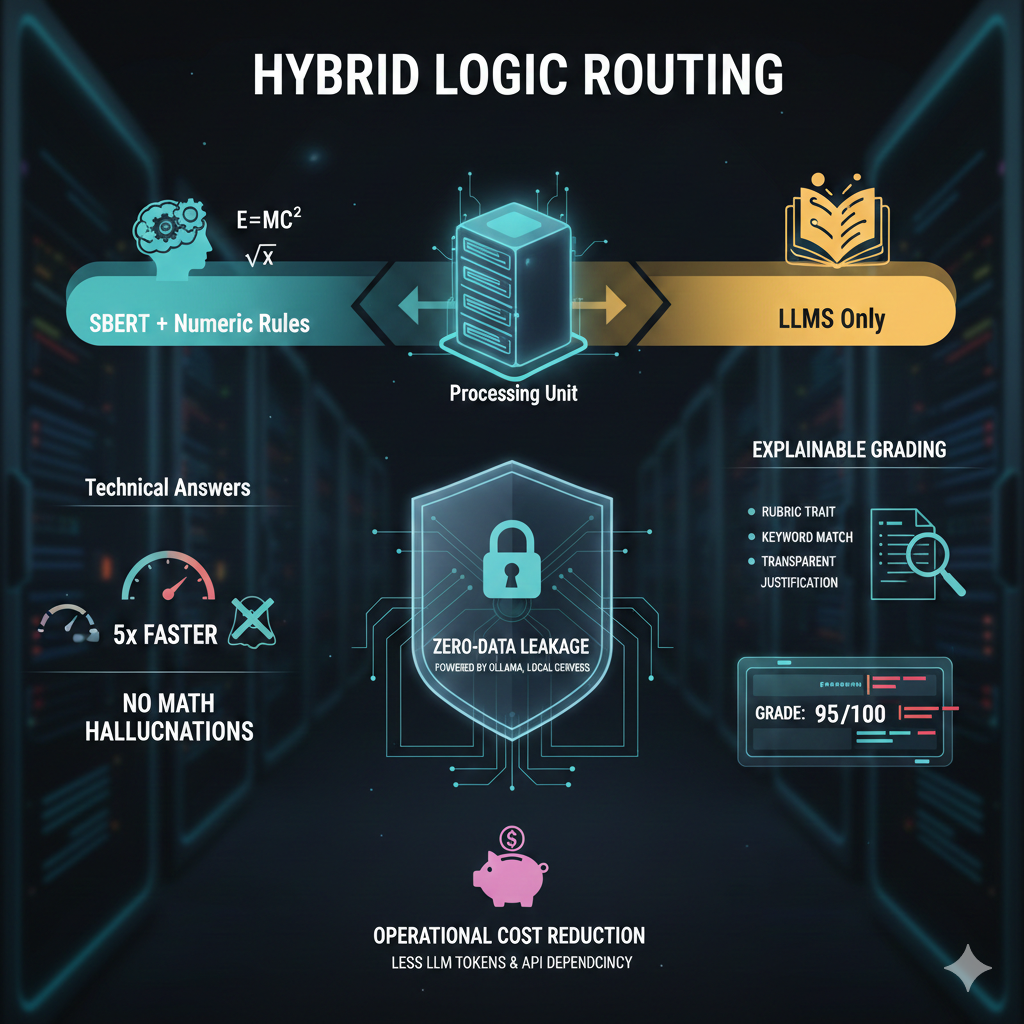 HYBRID LOGIC ROUTING
E=MC²
√x
SBERT + Numeric Rules
LLMS Only
Processing Unit
Technical Answers
5x FASTER
NO MATH
HALLUCNATIONS
ZERO-DATA LEAKAGE
POWERED BY OLLAMA, LOCAL CERVESS
EXPLAINABLE GRADING
RUBRIC TRAIT
KEYWORD MATCH
TRANSPARENT
JUSTIFICATION
GRADE: 95/100
OPERATIONAL COST REDUCTION
LESS LLM TOKENS & API DEPENDCINCY